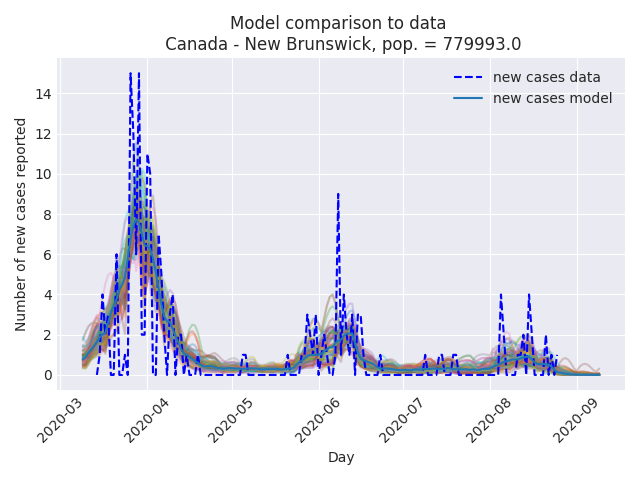 Model comparison to data
Canada - New Brunswick, pop. = 779993.0
new cases data
new cases model
Number of new cases reported
14
12
10
8
6
4
2
0
2020-03
2020-04
2020-05
2020-06
2020-07
2020-08
2020-09
Day